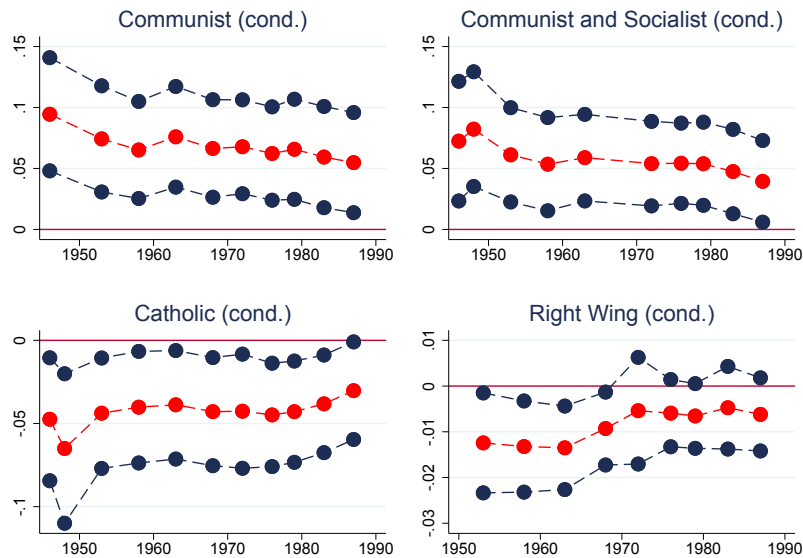 Communist (cond.)
.15
.1
.05
0
1950 1960 1970 1980 1990
Communist and Socialist (cond.)
.15
.1
.05
0
1950 1960 1970 1980 1990
Catholic (cond.)
0
-.05
-.1
1950 1960 1970 1980 1990
Right Wing (cond.)
.01
0
-.01
-.02
-.03
1950 1960 1970 1980 1990